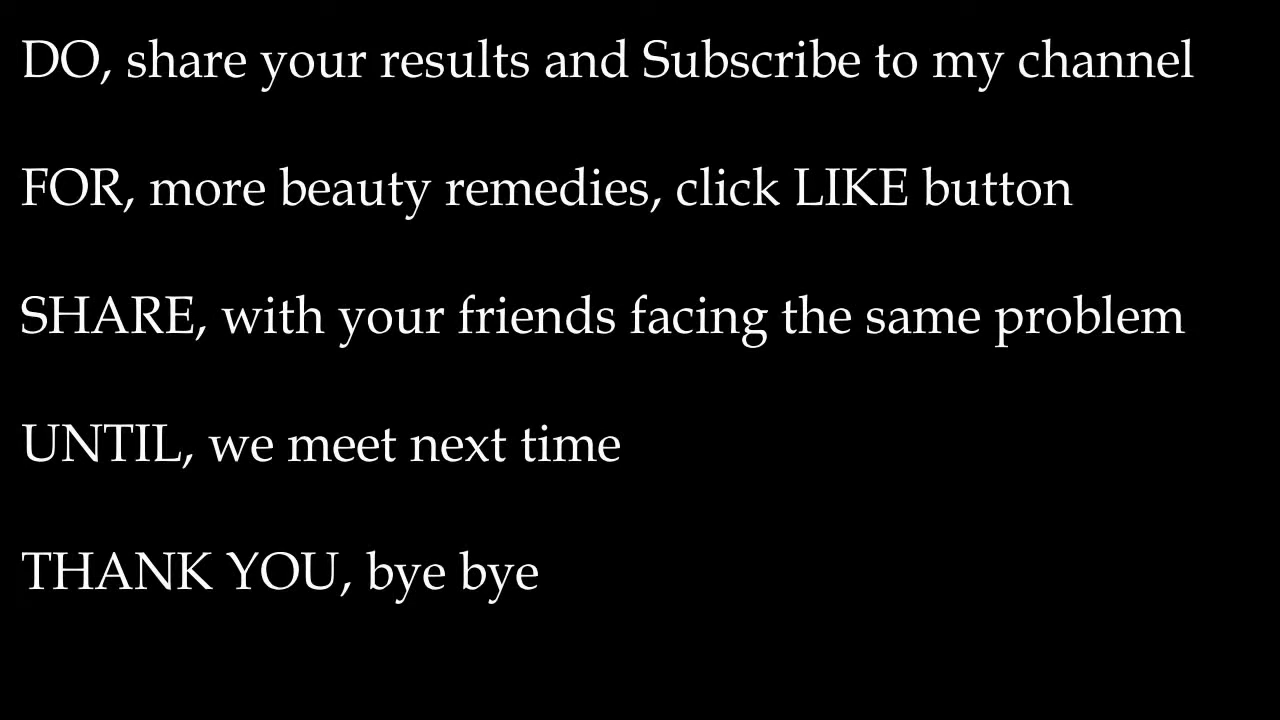 DO, share your results and Subscribe to my channel
FOR, more beauty remedies, click LIKE button
SHARE, with your friends facing the same problem
UNTIL, we meet next time
THANK YOU, bye bye